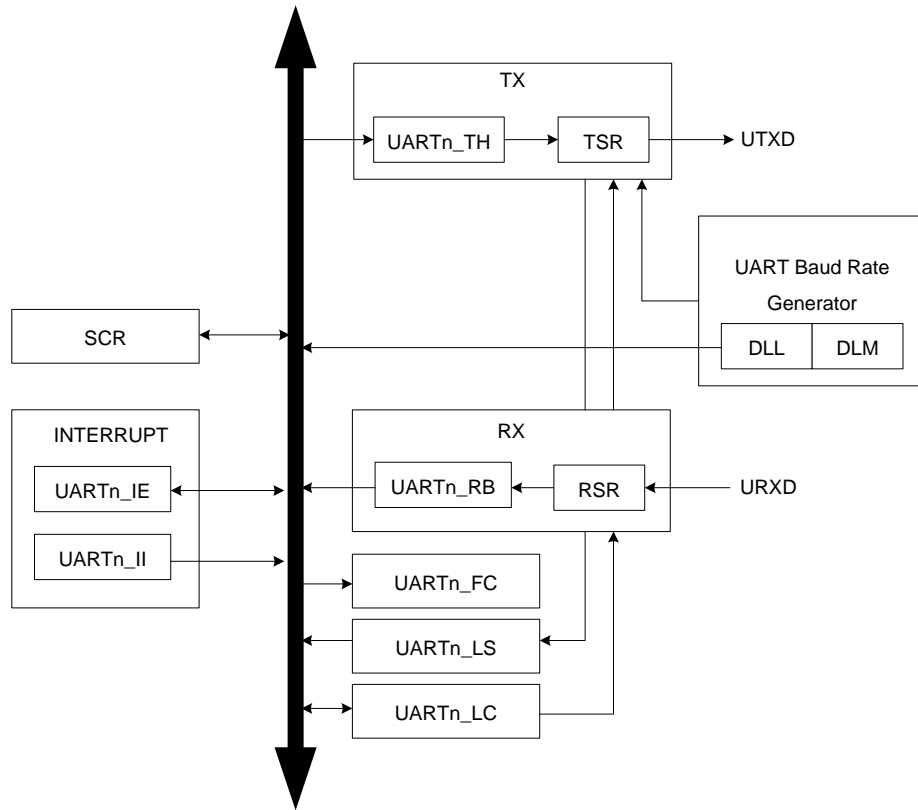 TX
UARTn_TH
TSR
UTXD
UART Baud Rate
Generator
DLL
DLM
SCR
INTERRUPT
UARTn_IE
UARTn_II
RX
UARTn_RB
RSR
URXD
UARTn_FC
UARTn_LS
UARTn_LC